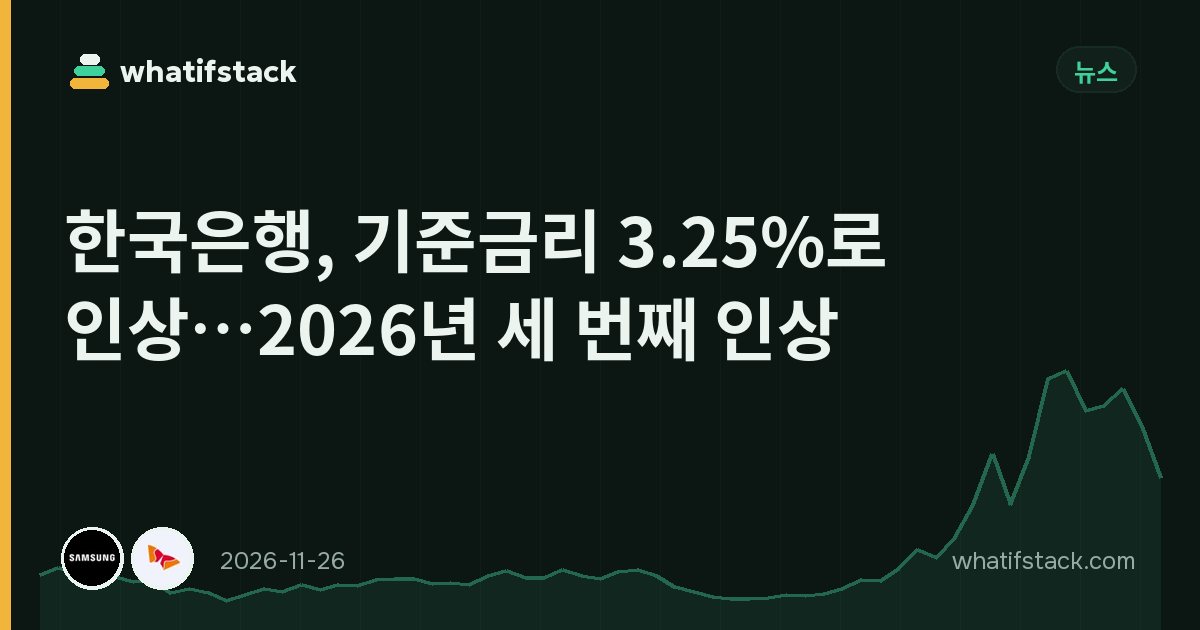 whatifstack
뉴스
한국은행, 기준금리 3.25%로
인상…2026년 세 번째 인상
SAMSUNG
2026-11-26
whatifstack.com